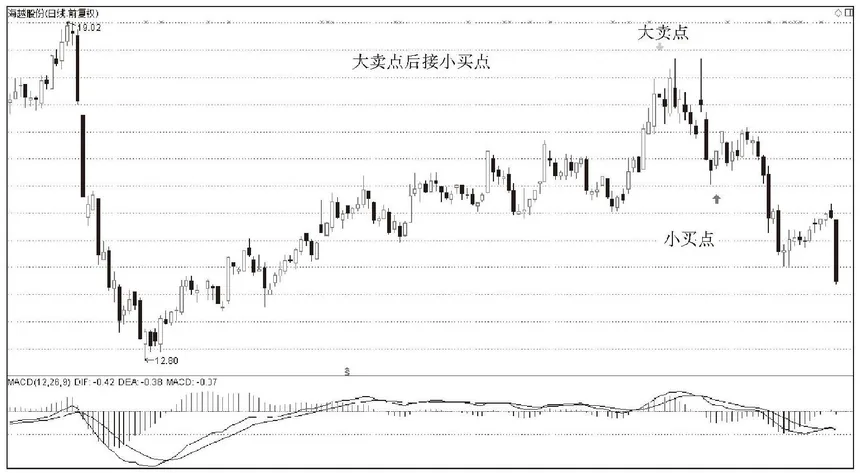 海越股份(日线.前复权)
19.02
大卖点
大卖点后接小买点
小买点
←12.80
$
MACD(12,26,9) DIF: -0.42 DEA: -0.38 MACD: -0.07